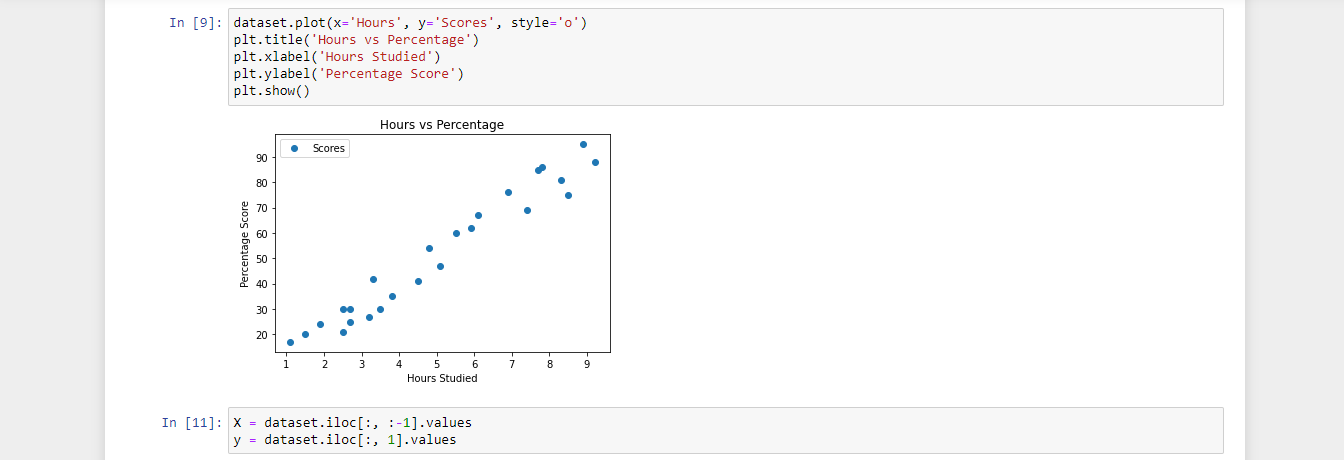 In [9]: dataset.plot(x='Hours', y='Scores', style='o')
plt.title('Hours vs Percentage')
plt.xlabel('Hours Studied')
plt.ylabel('Percentage Score')
plt.show()
Hours vs Percentage
Scores
90
80
70
60
50
40
30
20
Percentage Score
1 2 3 4 5 6 7 8 9
Hours Studied
In [11]: X = dataset.iloc[:, :-1].values
y = dataset.iloc[:, 1].values